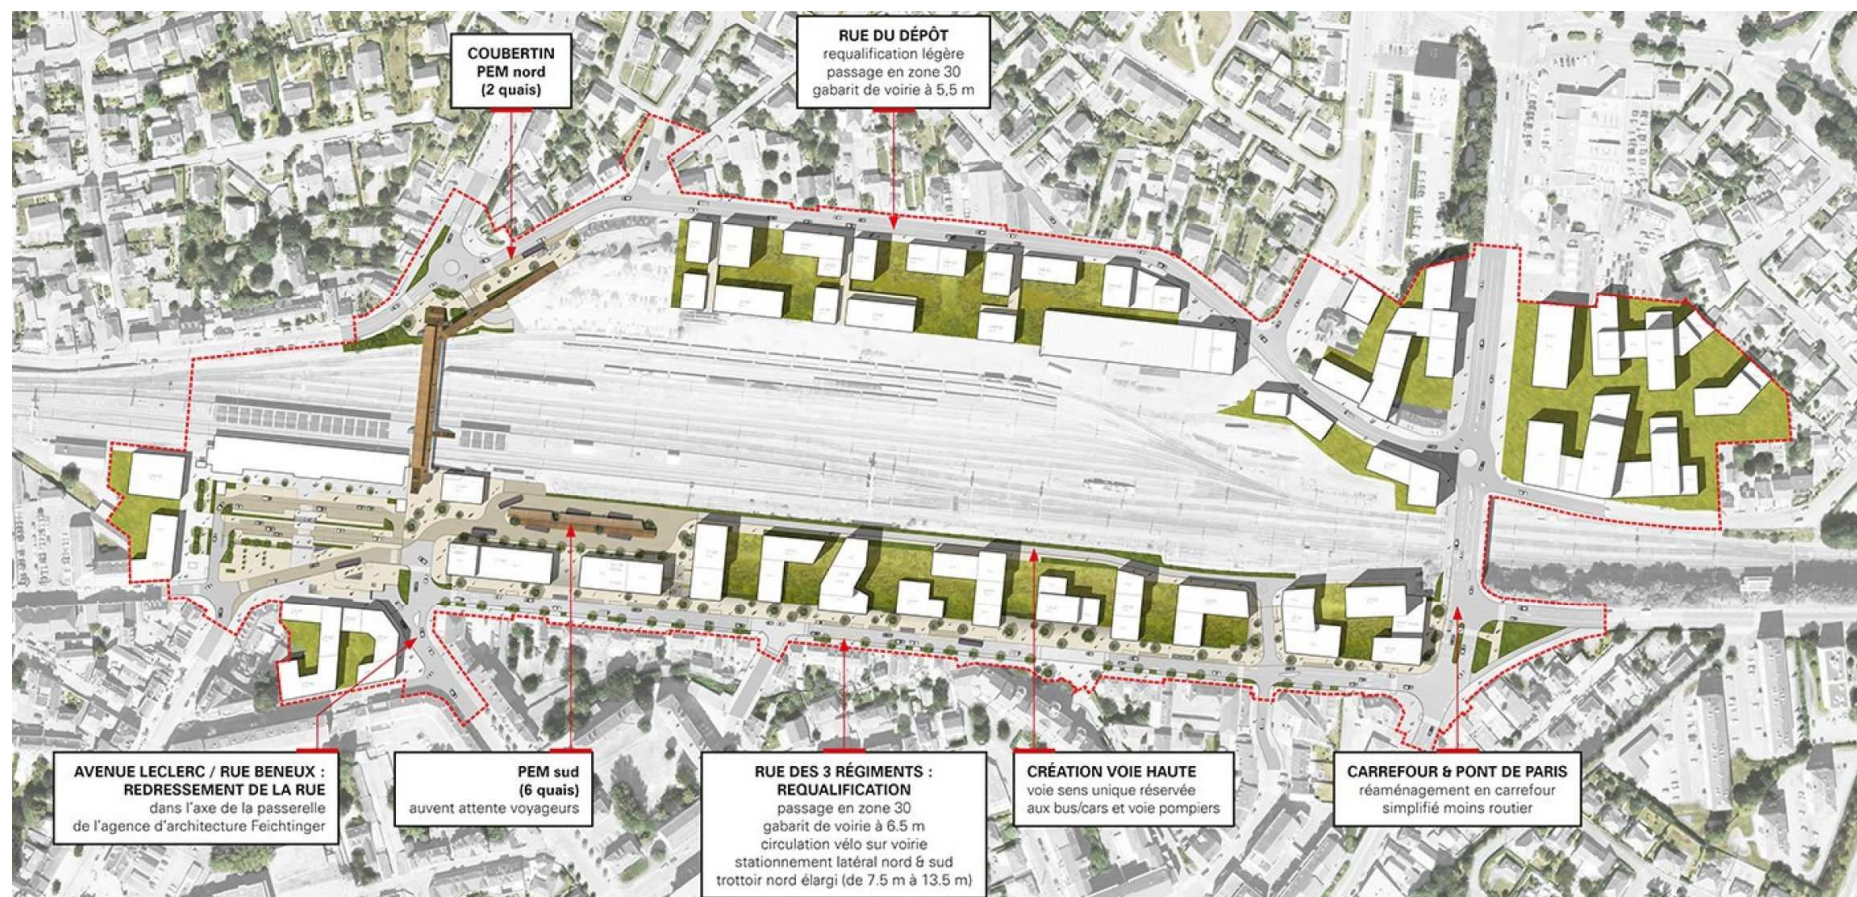 COUBERTIN
PEM nord
(2 quais)
RUE DU DÉPÔT
requalification légère
passage en zone 30
gabarit de voirie à 5,5 m
AVENUE LECLERC / RUE BENEUX :
REDRESSEMENT DE LA RUE
dans l'axe de la passerelle
de l'agence d'architecture Feichtinger
PEM sud
(6 quais)
auvent attente voyageurs
RUE DES 3 RÉGIMENTS :
REQUALIFICATION
passage en zone 30
gabarit de voirie à 6.5 m
circulation vélo sur voirie
stationnement latéral nord & sud
trottoir nord élargi (de 7.5 m à 13.5 m)
CRÉATION VOIE HAUTE
voie sens unique réservée
aux bus/cars et voie pompiers
CARREFOUR & PONT DE PARIS
réaménagement en carrefour
simplifié moins routier